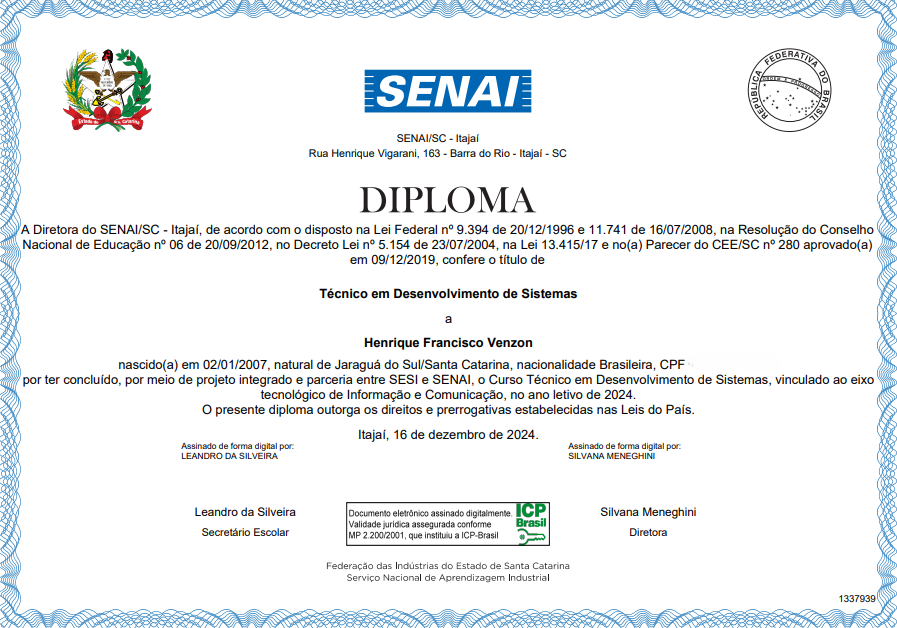 Estado de Sta. Catarina
SENAI
REPÚBLICA FEDERATIVA DO BRASIL
SENAI/SC - Itajaí
Rua Henrique Vigarani, 163 - Barra do Rio - Itajaí - SC
DIPLOMA
A Diretora do SENAI/SC - Itajaí, de acordo com o disposto na Lei Federal nº 9.394 de 20/12/1996 e 11.741 de 16/07/2008, na Resolução do Conselho
Nacional de Educação nº 06 de 20/09/2012, no Decreto Lei nº 5.154 de 23/07/2004, na Lei 13.415/17 e no(a) Parecer do CEE/SC nº 280 aprovado(a)
em 09/12/2019, confere o título de
Técnico em Desenvolvimento de Sistemas
a
Henrique Francisco Venzon
nascido(a) em 02/01/2007, natural de Jaraguá do Sul/Santa Catarina, nacionalidade Brasileira, CPF
por ter concluído, por meio de projeto integrado e parceria entre SESI e SENAI, o Curso Técnico em Desenvolvimento de Sistemas, vinculado ao eixo
tecnológico de Informação e Comunicação, no ano letivo de 2024.
O presente diploma outorga os direitos e prerrogativas estabelecidas nas Leis do País.
Itajaí, 16 de dezembro de 2024.
Assinado de forma digital por:
LEANDRO DA SILVEIRA
Assinado de forma digital por:
SILVANA MENEGHINI
Leandro da Silveira
Secretário Escolar
Documento eletrônico assinado digitalmente.
Validade jurídica assegurada conforme
MP 2.200/2001, que instituiu a ICP-Brasil
ICP
Brasil
Silvana Meneghini
Diretora
Federação das Indústrias do Estado de Santa Catarina
Serviço Nacional de Aprendizagem Industrial
1337939